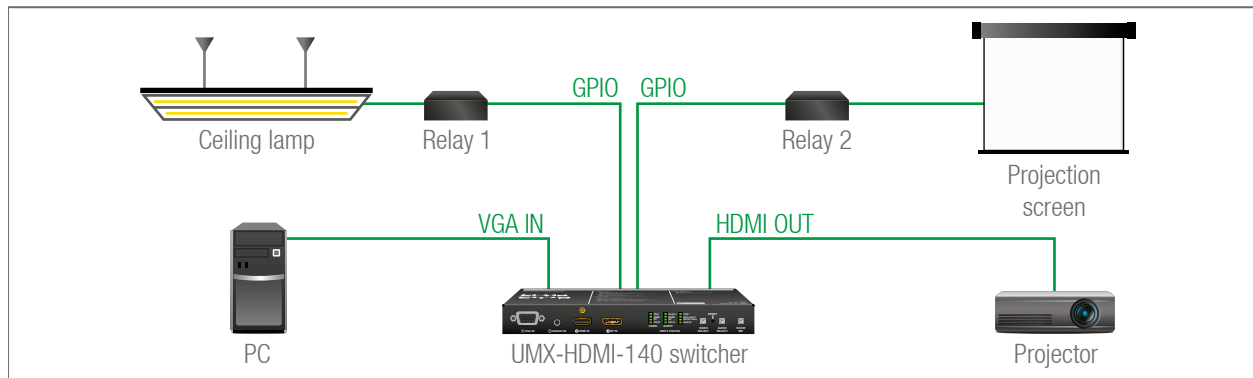 GPIO GPIO
Ceiling lamp
Relay 1
Relay 2
Projection
screen
VGA IN
HDMI OUT
PC
UMX-HDMI-140 switcher
Projector